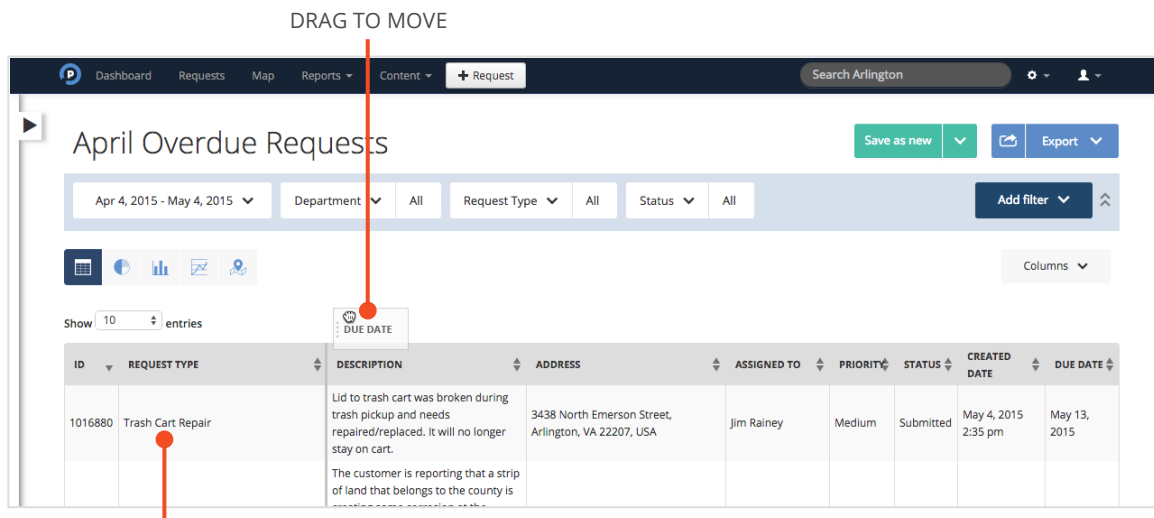 DRAG TO MOVE
P Dashboard Requests Map Reports Content + Request Search Arlington
April Overdue Requests Save as new Export
Apr 4, 2015 - May 4, 2015 Department All Request Type All Status All Add filter
Columns
Show 10 entries
DUE DATE
ID REQUEST TYPE DESCRIPTION ADDRESS ASSIGNED TO PRIORITY STATUS CREATED DATE DUE DATE
1016880 Trash Cart Repair
Lid to trash cart was broken during
trash pickup and needs
repaired/replaced. It will no longer
stay on cart.
3438 North Emerson Street,
Arlington, VA 22207, USA
Jim Rainey
Medium
Submitted
May 4, 2015
2:35 pm
May 13,
2015
The customer is reporting that a strip
of land that belongs to the county is